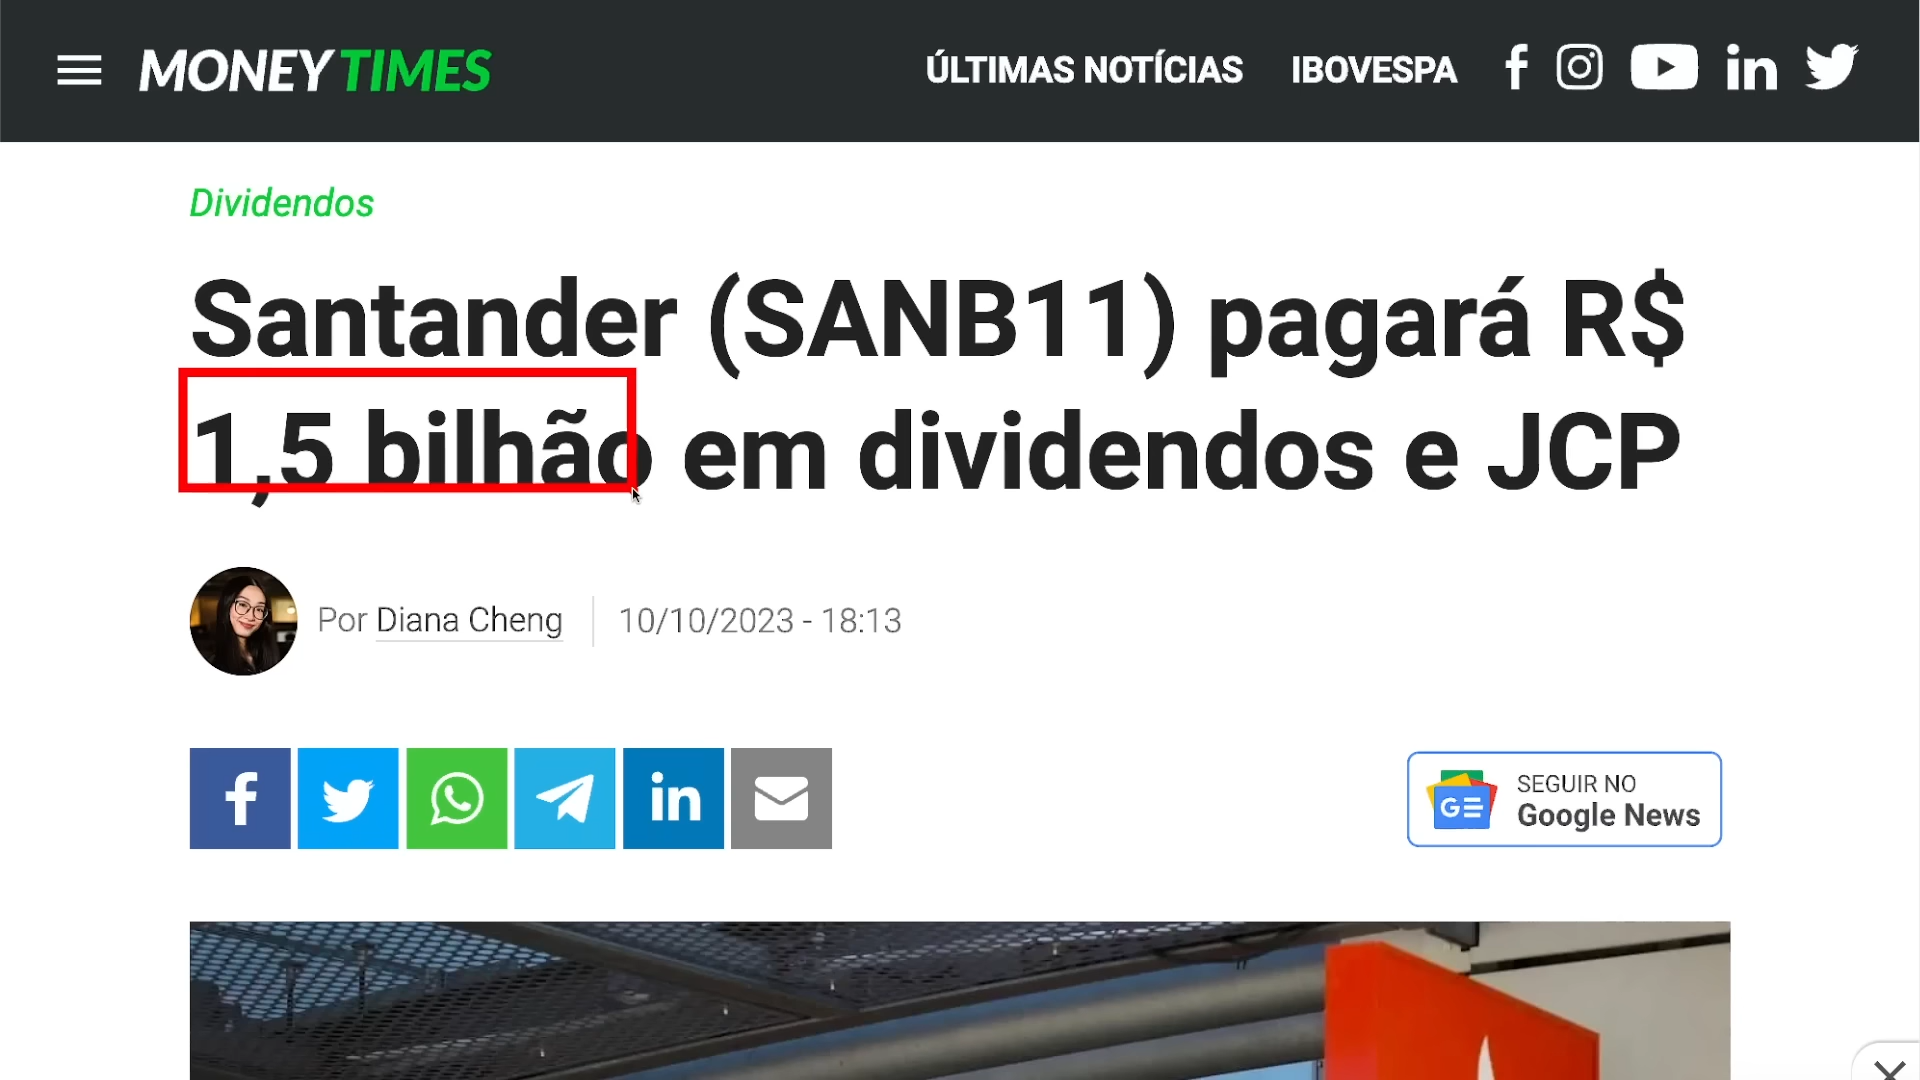 MONEY TIMES
ÚLTIMAS NOTÍCIAS IBOVESPA
Dividendos
Santander (SANB11) pagará R$
1,5 bilhão em dividendos e JCP
Por Diana Cheng 10/10/2023 - 18:13
SEGUIR NO
Google News